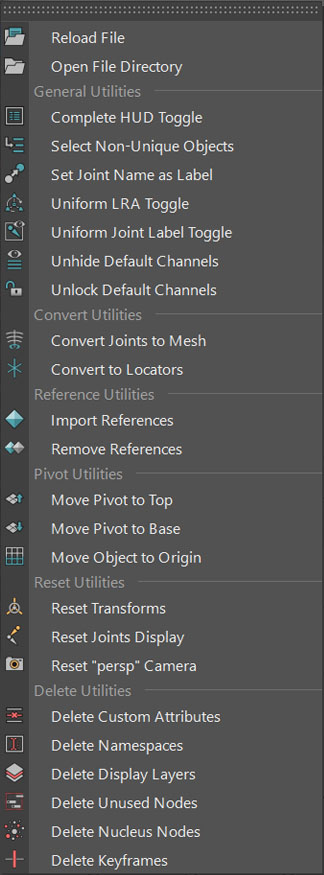 Reload File
Open File Directory
General Utilities
Complete HUD Toggle
Select Non-Unique Objects
Set Joint Name as Label
Uniform LRA Toggle
Uniform Joint Label Toggle
Unhide Default Channels
Unlock Default Channels
Convert Utilities
Convert Joints to Mesh
Convert to Locators
Reference Utilities
Import References
Remove References
Pivot Utilities
Move Pivot to Top
Move Pivot to Base
Move Object to Origin
Reset Utilities
Reset Transforms
Reset Joints Display
Reset "persp" Camera
Delete Utilities
Delete Custom Attributes
Delete Namespaces
Delete Display Layers
Delete Unused Nodes
Delete Nucleus Nodes
Delete Keyframes